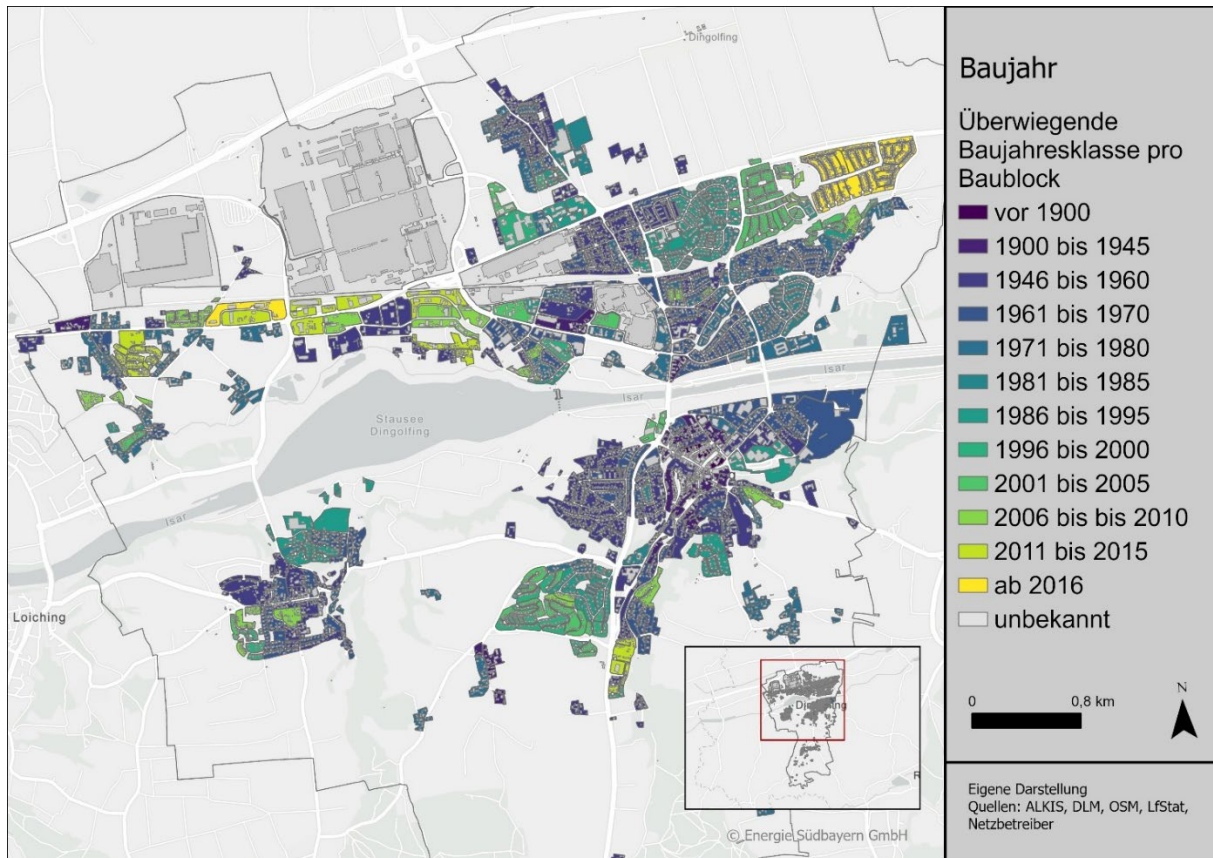 Dingolfing
Isar
Isar
Stausee
Dingolfing
Isar
Loiching
© Energie Südbayern GmbH
Baujahr
Überwiegende
Baujahresklasse pro
Baublock
vor 1900
1900 bis 1945
1946 bis 1960
1961 bis 1970
1971 bis 1980
1981 bis 1985
1986 bis 1995
1996 bis 2000
2001 bis 2005
2006 bis bis 2010
2011 bis 2015
ab 2016
unbekannt
0 0,8 km
N
Eigene Darstellung
Quellen: ALKIS, DLM, OSM, LfStat,
Netzbetreiber